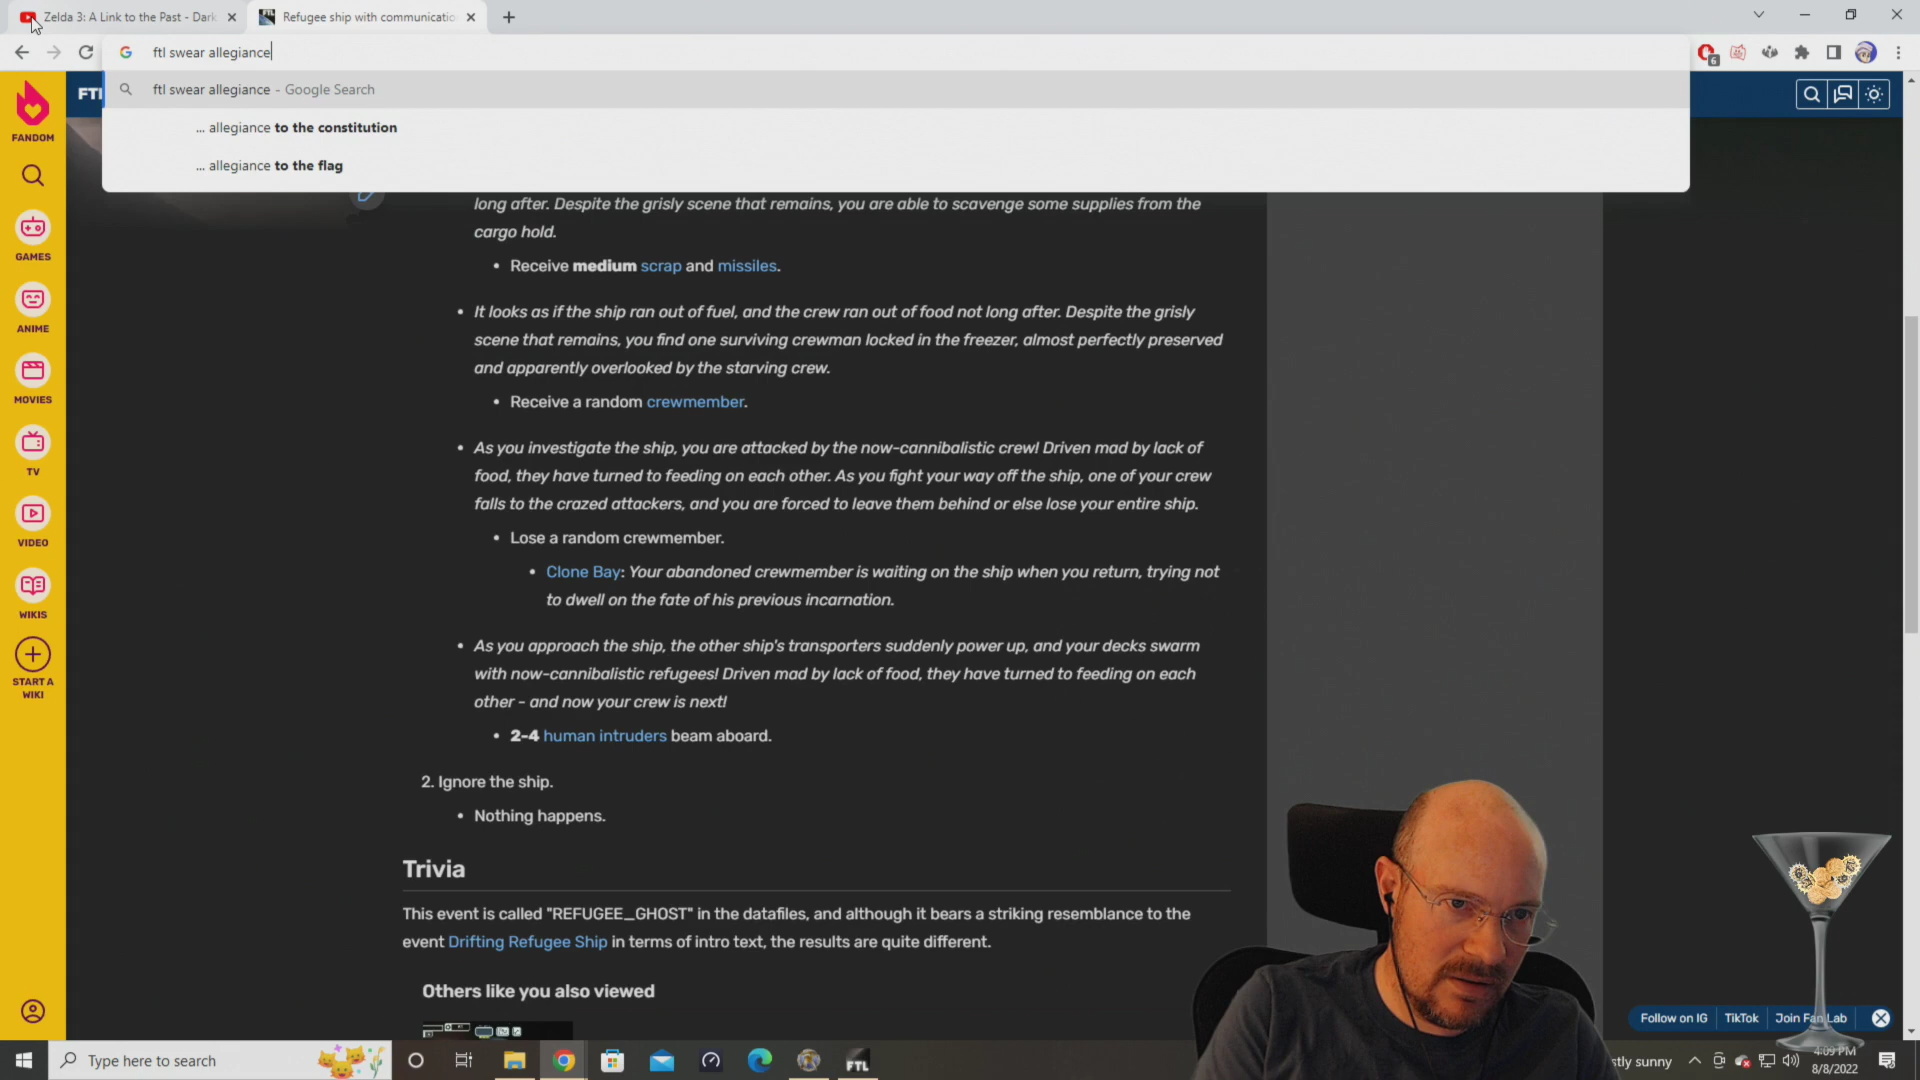 Zelda 3: A Link to the Past - Dark
Refugee ship with communicatio
ftl swear allegiance
ftl swear allegiance - Google Search
... allegiance to the constitution
... allegiance to the flag
6
FTL
FANDOM
GAMES
ANIME
MOVIES
TV
VIDEO
WIKIS
START A
WIKI
long after. Despite the grisly scene that remains, you are able to scavenge some supplies from the
cargo hold.
• Receive medium scrap and missiles.
• It looks as if the ship ran out of fuel, and the crew ran out of food not long after. Despite the grisly
scene that remains, you find one surviving crewman locked in the freezer, almost perfectly preserved
and apparently overlooked by the starving crew.
• Receive a random crewmember.
• As you investigate the ship, you are attacked by the now-cannibalistic crew! Driven mad by lack of
food, they have turned to feeding on each other. As you fight your way off the ship, one of your crew
falls to the crazed attackers, and you are forced to leave them behind or else lose your entire ship.
• Lose a random crewmember.
• Clone Bay: Your abandoned crewmember is waiting on the ship when you return, trying not
to dwell on the fate of his previous incarnation.
• As you approach the ship, the other ship's transporters suddenly power up, and your decks swarm
with now-cannibalistic refugees! Driven mad by lack of food, they have turned to feeding on each
other - and now your crew is next!
• 2-4 human intruders beam aboard.
2. Ignore the ship.
• Nothing happens.
Trivia
This event is called "REFUGEE_GHOST" in the datafiles, and although it bears a striking resemblance to the
event Drifting Refugee Ship in terms of intro text, the results are quite different.
Others like you also viewed
Follow on IG TikTok Join Fan Lab
Type here to search
FTL
stly sunny
4:09 PM
8/8/2022